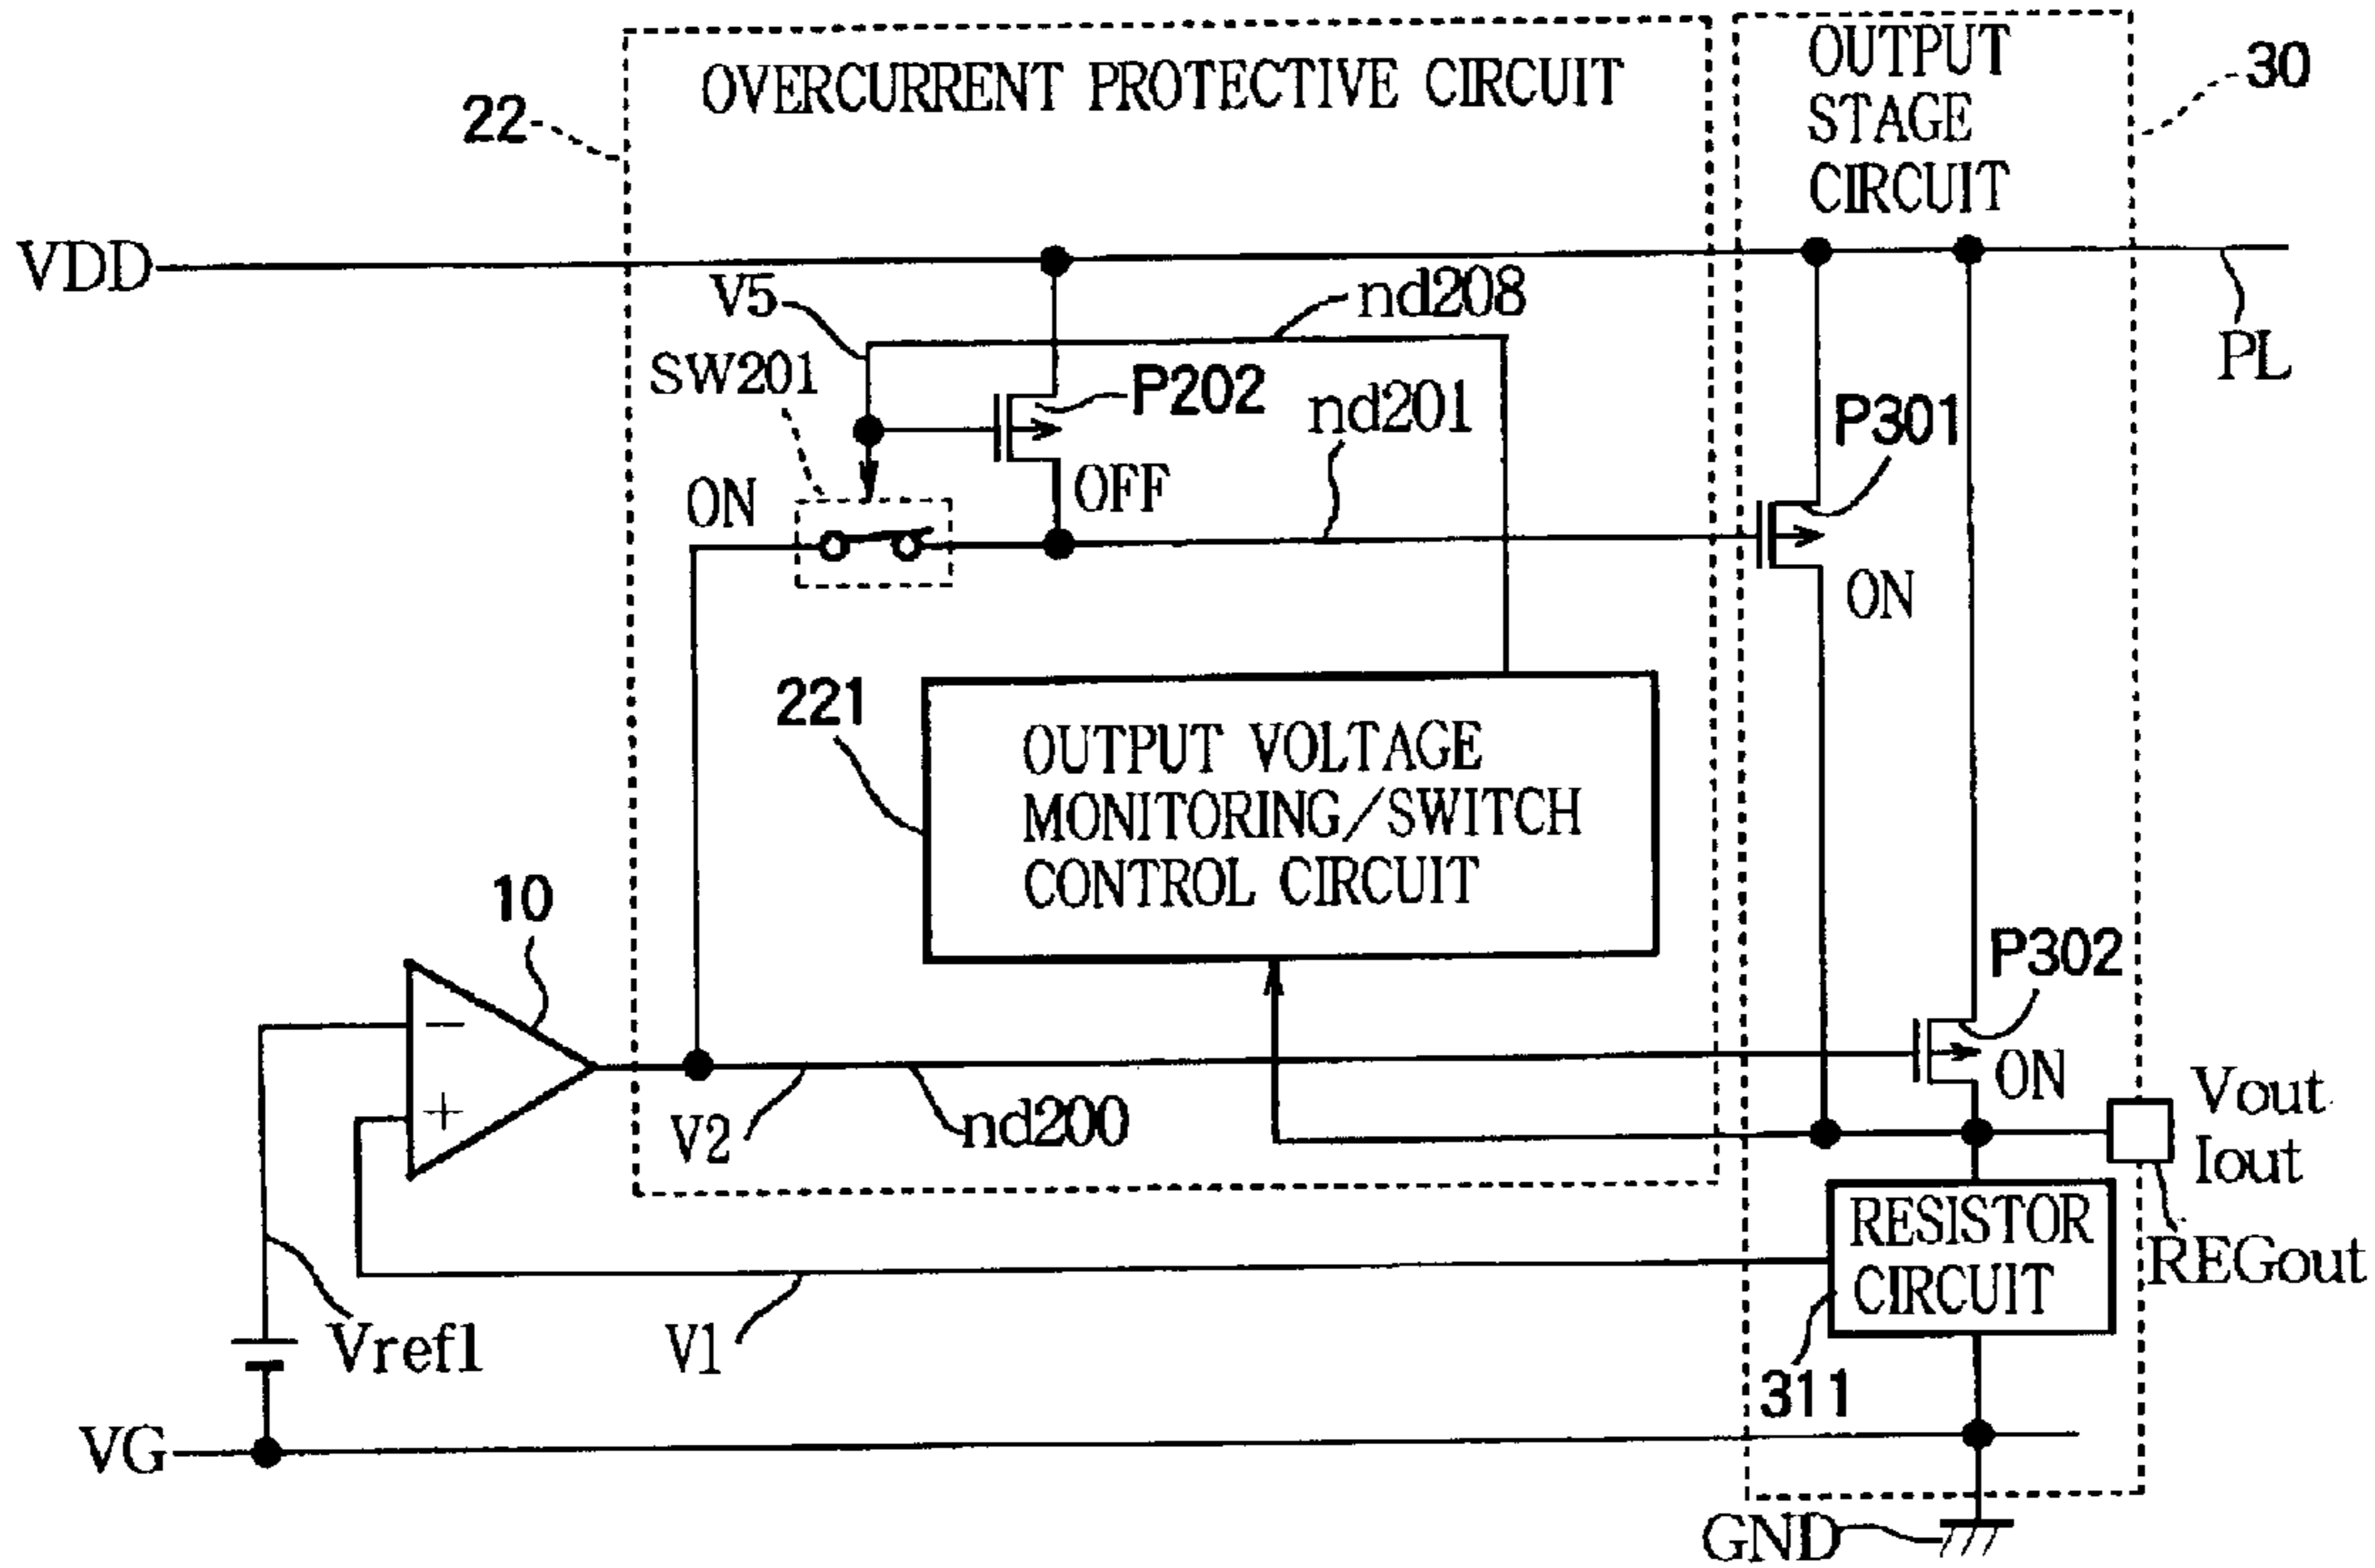 OVERCURRENT PROTECTIVE CIRCUIT
OUTPUT
STAGE
CIRCUIT
30
22
VDD
V5
nd208
PL
SW201
P202
nd201
P301
ON
OFF
ON
221
OUTPUT VOLTAGE
MONITORING/SWITCH
CONTROL CIRCUIT
10
P302
−
+
ON
V2
nd200
Vout
Iout
RESISTOR
CIRCUIT
REGout
Vref1
V1
311
VG
GND